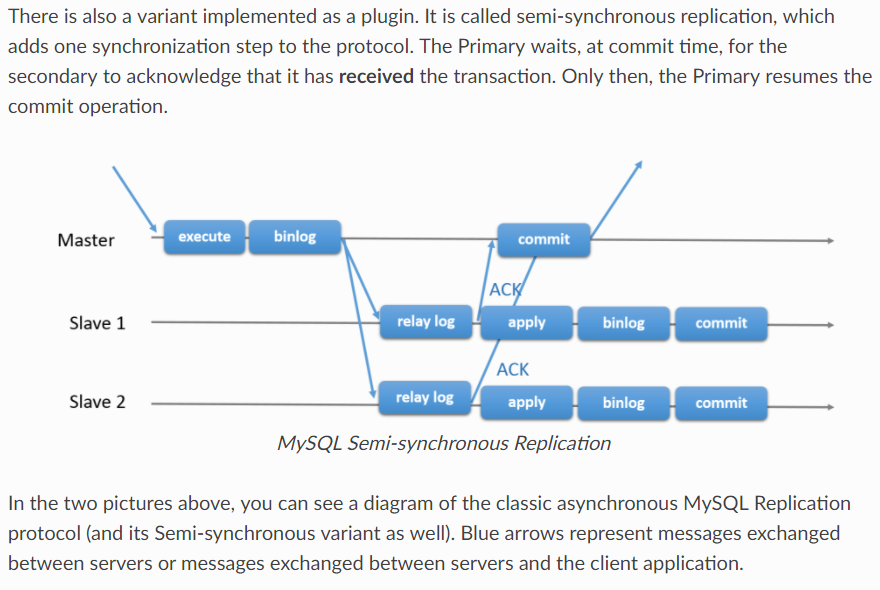 There is also a variant implemented as a plugin. It is called semi-synchronous replication, which
adds one synchronization step to the protocol. The Primary waits, at commit time, for the
secondary to acknowledge that it has received the transaction. Only then, the Primary resumes the
commit operation.
Master execute binlog commit
ACK
Slave 1 relay log apply binlog commit
ACK
Slave 2 relay log apply binlog commit
MySQL Semi-synchronous Replication
In the two pictures above, you can see a diagram of the classic asynchronous MySQL Replication
protocol (and its Semi-synchronous variant as well). Blue arrows represent messages exchanged
between servers or messages exchanged between servers and the client application.